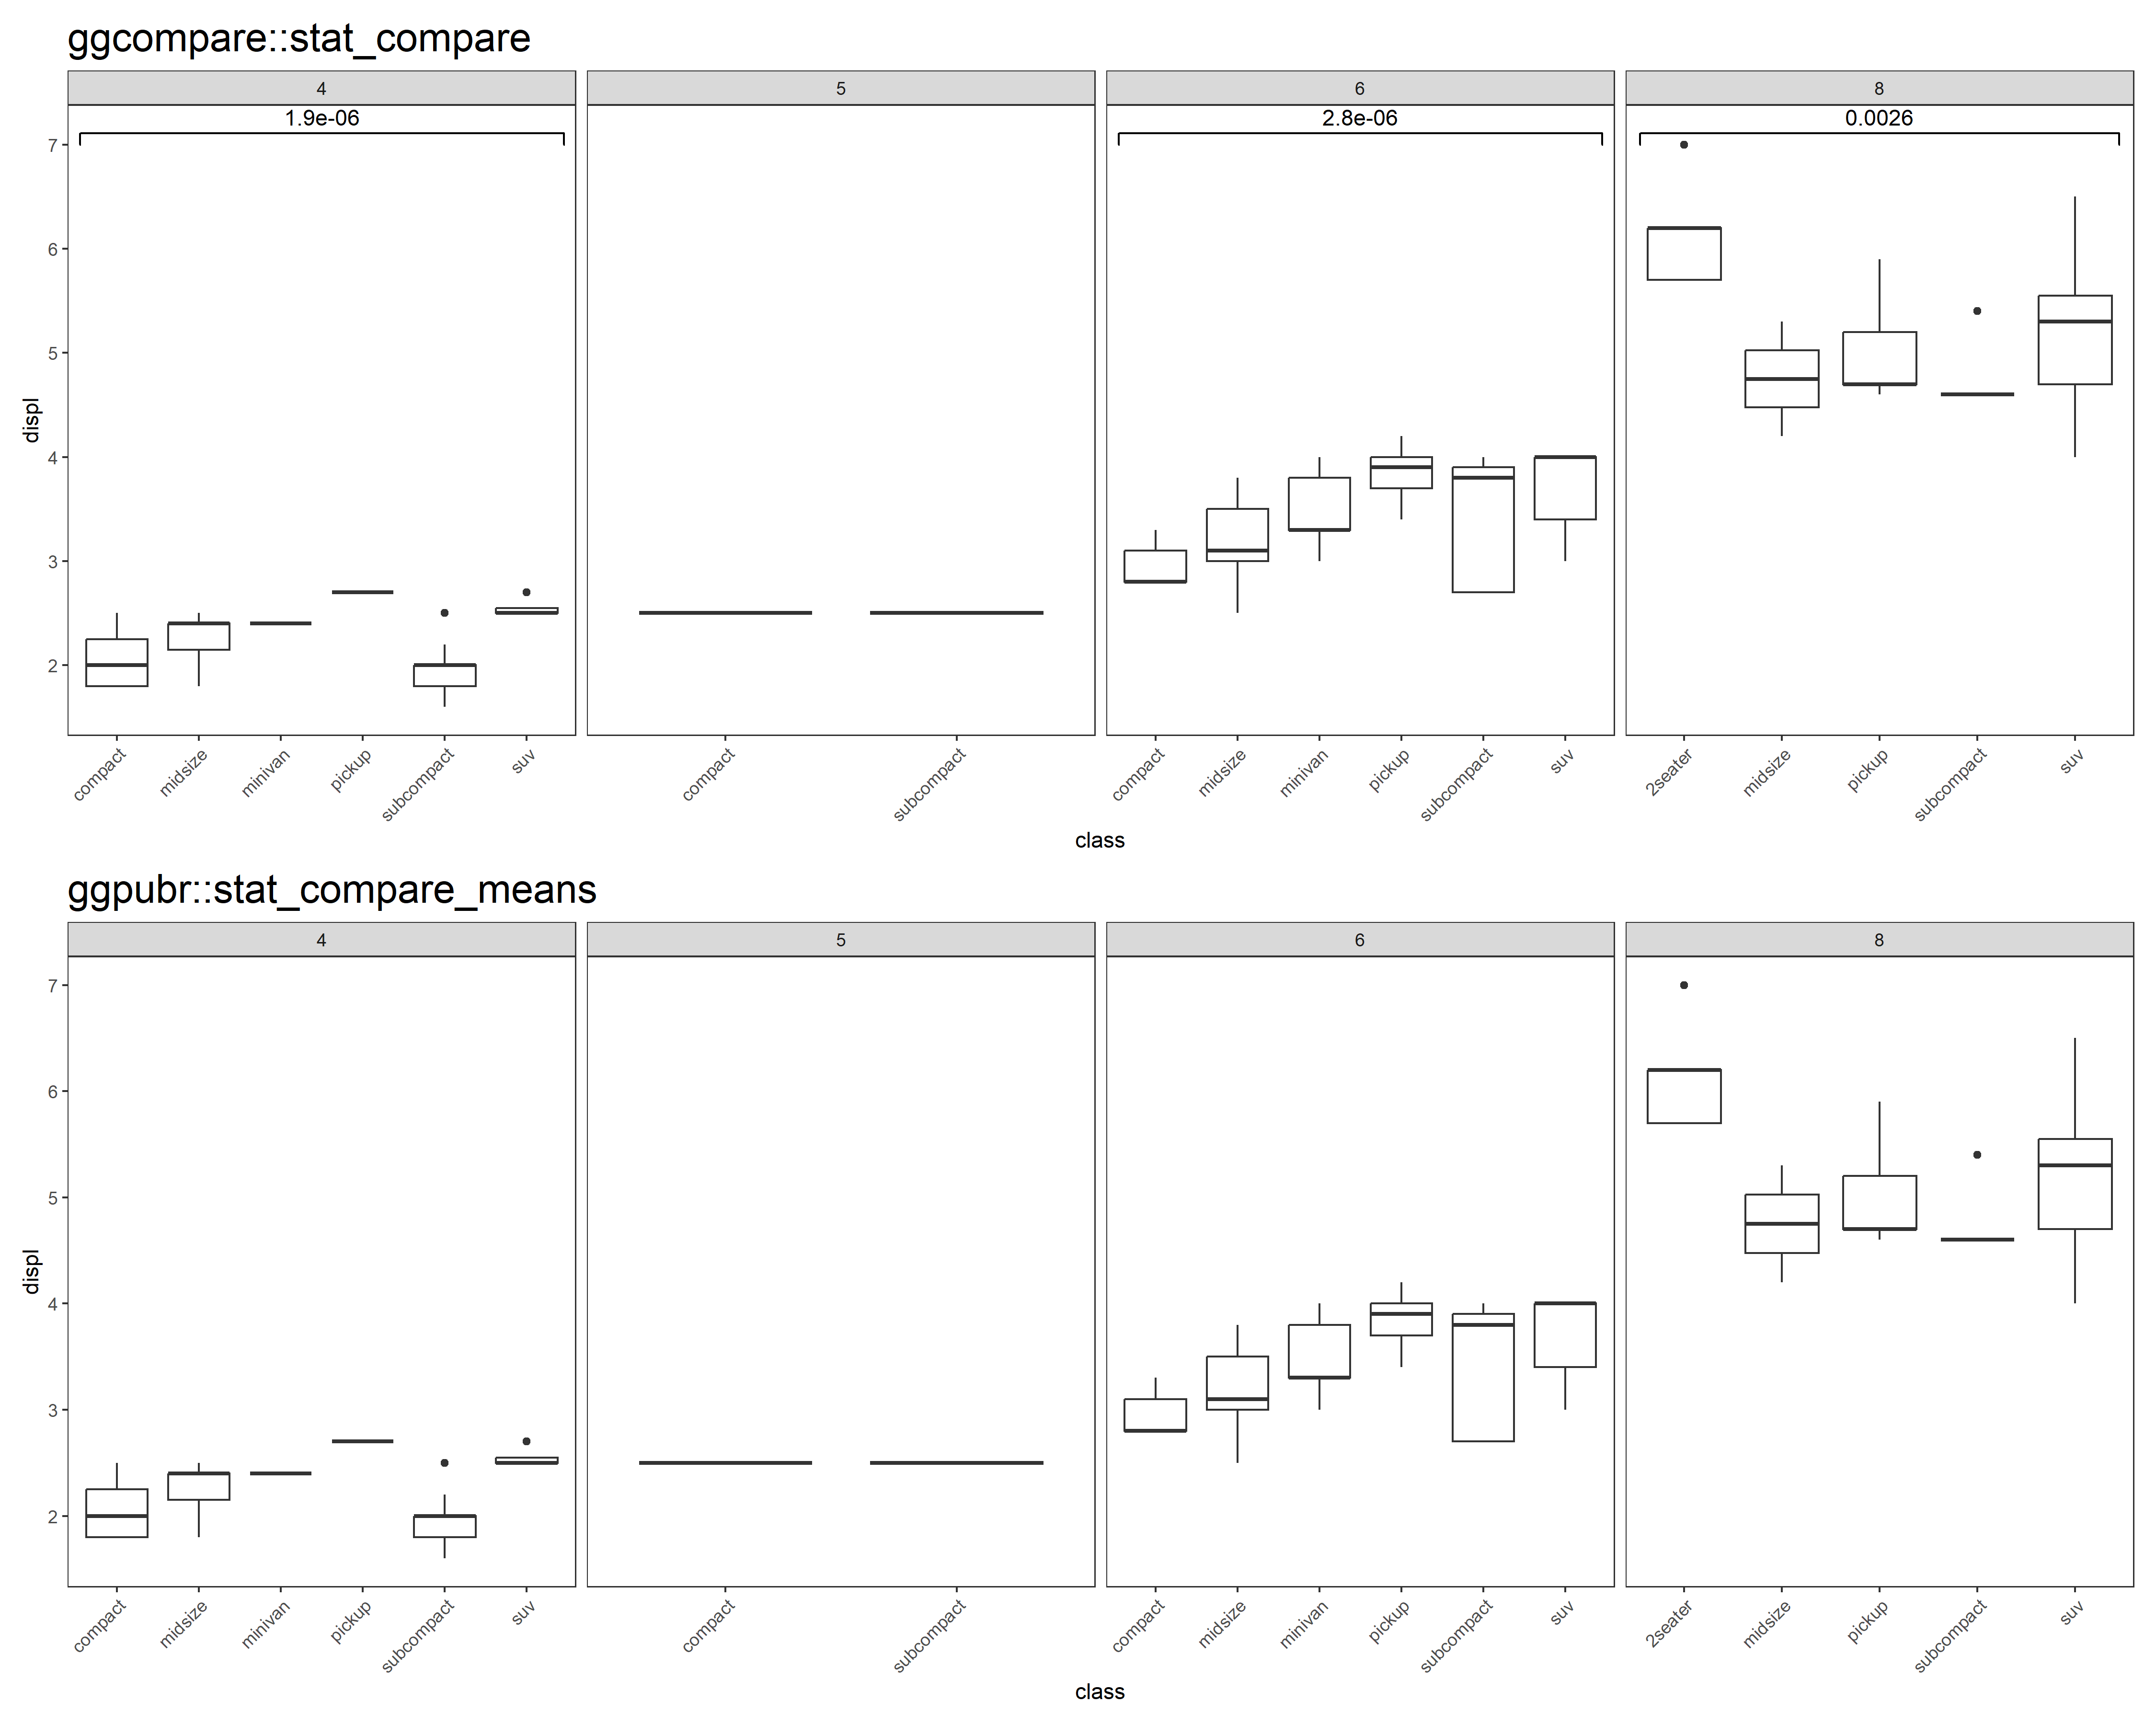 ggcompare::stat_compare
4 5 6 8
1.9e-06 2.8e-06 0.0026
7
6
5
4
3
2
displ
compact midsize minivan pickup subcompact suv compact subcompact compact midsize minivan pickup subcompact suv 2seater midsize pickup subcompact suv
class
ggpubr::stat_compare_means
4 5 6 8
7
6
5
4
3
2
displ
compact midsize minivan pickup subcompact suv compact subcompact compact midsize minivan pickup subcompact suv 2seater midsize pickup subcompact suv
class